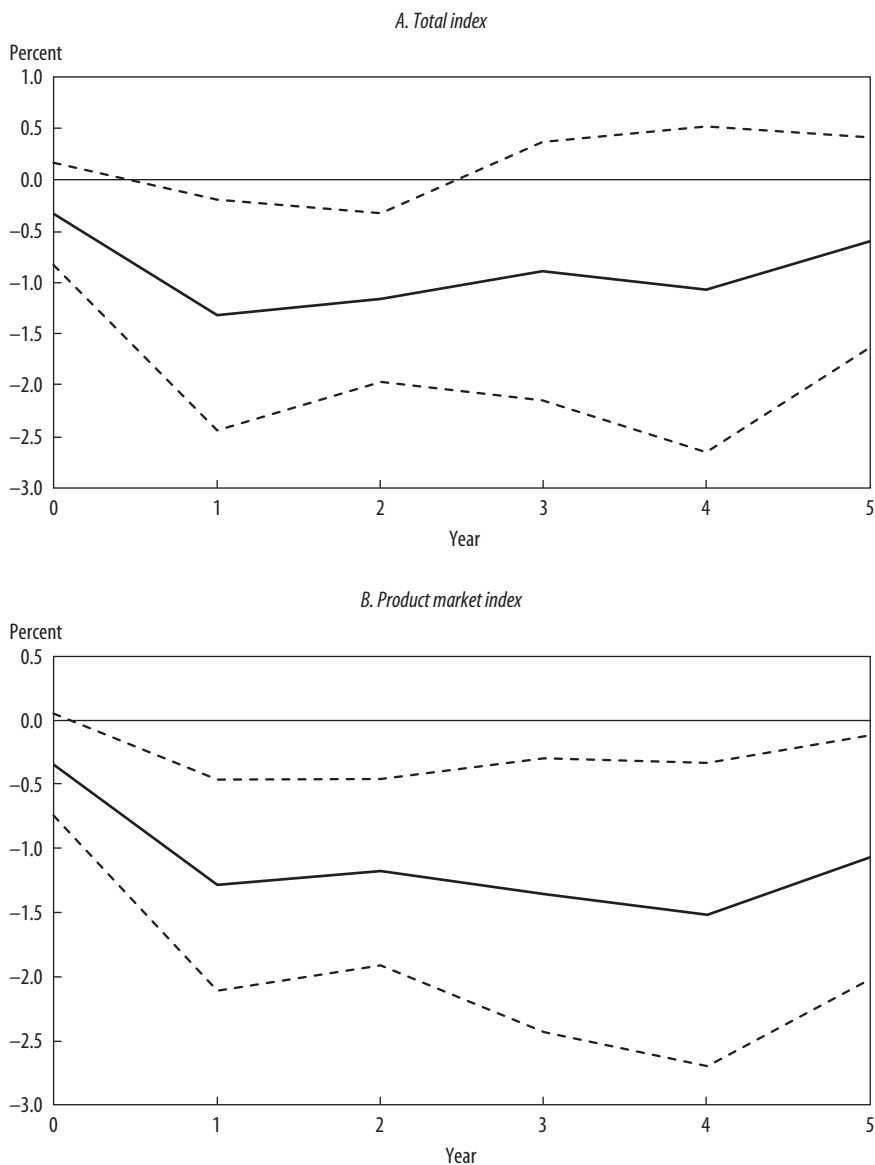 A. Total index
Percent
1.0
0.5
0.0
–0.5
–1.0
–1.5
–2.0
–2.5
–3.0
0 1 2 3 4 5
Year
B. Product market index
Percent
0.5
0.0
–0.5
–1.0
–1.5
–2.0
–2.5
–3.0
0 1 2 3 4 5
Year